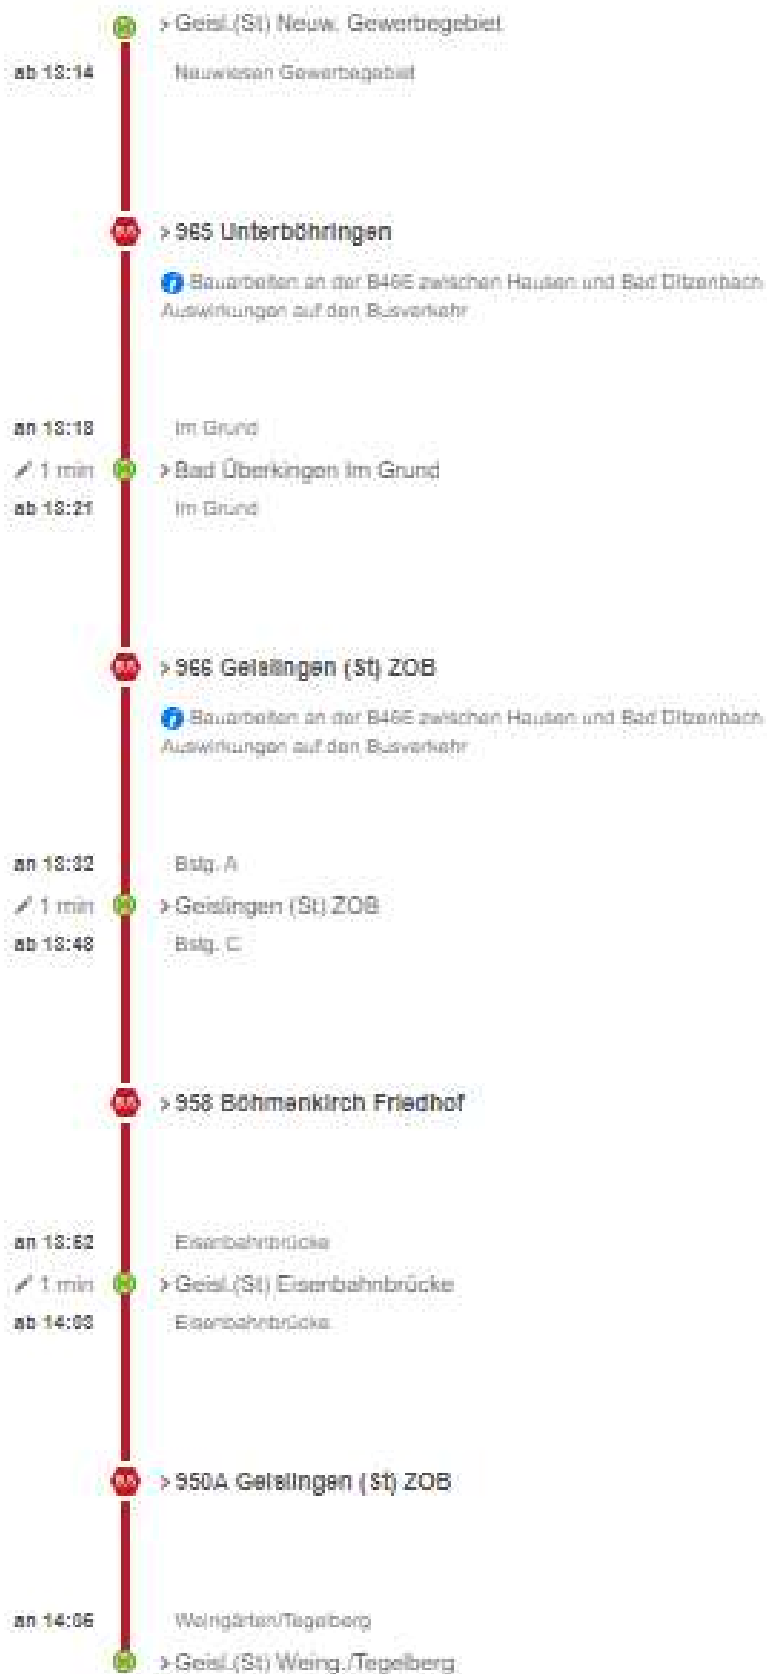 > Geisl.(St) Neuw. Gewerbegebiet
ab 13:14 Neuwiesen Gewerbegebiet
> 965 Unterböhringen
Bauarbeiten an der B466 zwischen Hausen und Bad Ditzenbach
Auswirkungen auf den Busverkehr
an 13:18 Im Grund
1 min > Bad Überkingen Im Grund
ab 13:21 Im Grund
> 966 Geislingen (St) ZOB
Bauarbeiten an der B466 zwischen Hausen und Bad Ditzenbach
Auswirkungen auf den Busverkehr
an 13:32 Bstg. A
1 min > Geislingen (St) ZOB
ab 13:48 Bstg. C
> 958 Böhmenkirch Friedhof
an 13:52 Eisenbahnbrücke
1 min > Geisl.(St) Eisenbahnbrücke
ab 14:03 Eisenbahnbrücke
> 950A Geislingen (St) ZOB
an 14:06 Weingärten/Tegelberg
> Geisl.(St) Weing./Tegelberg